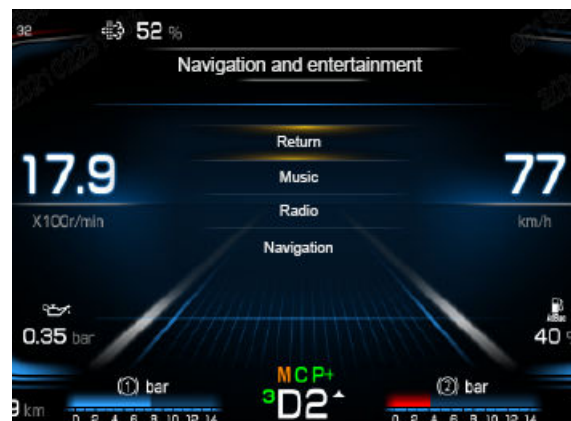 32
52 %
Navigation and entertainment
Return
17.9
Music
77
X100r/min
Radio
km/h
Navigation
0.35 bar
40
MCP+
(1) bar
3D2
(2) bar
km
0 2 4 6 8 10 12 14
0 2 4 6 8 10 12 14